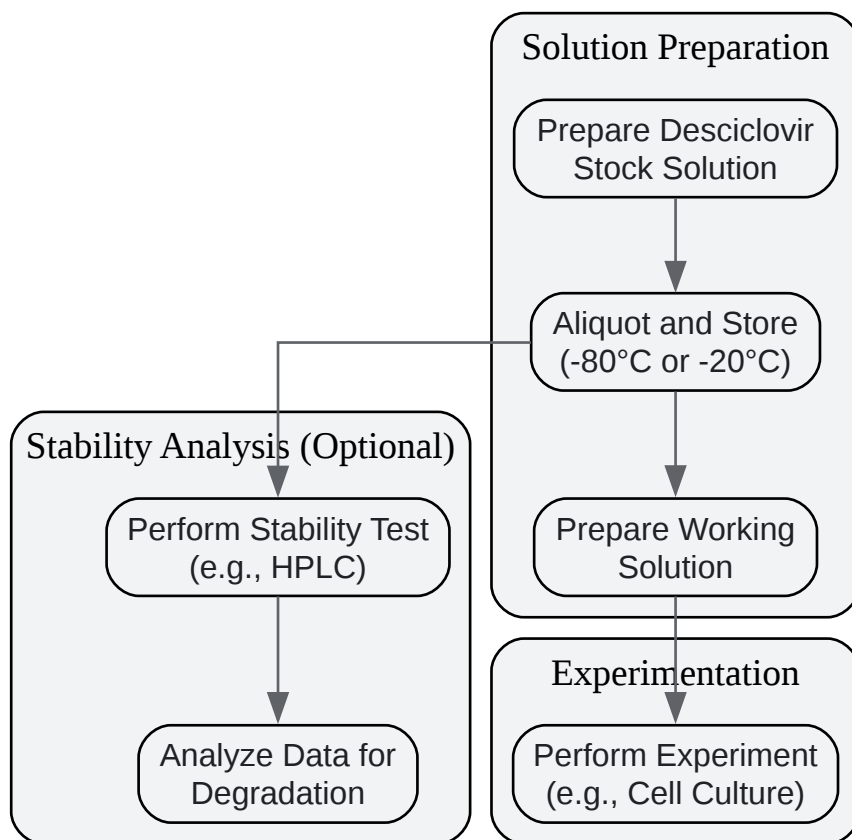 Solution Preparation
Prepare Desciclovir
Stock Solution
Aliquot and Store
(-80°C or -20°C)
Stability Analysis (Optional)
Perform Stability Test
(e.g., HPLC)
Prepare Working
Solution
Experimentation
Analyze Data for
Degradation
Perform Experiment
(e.g., Cell Culture)